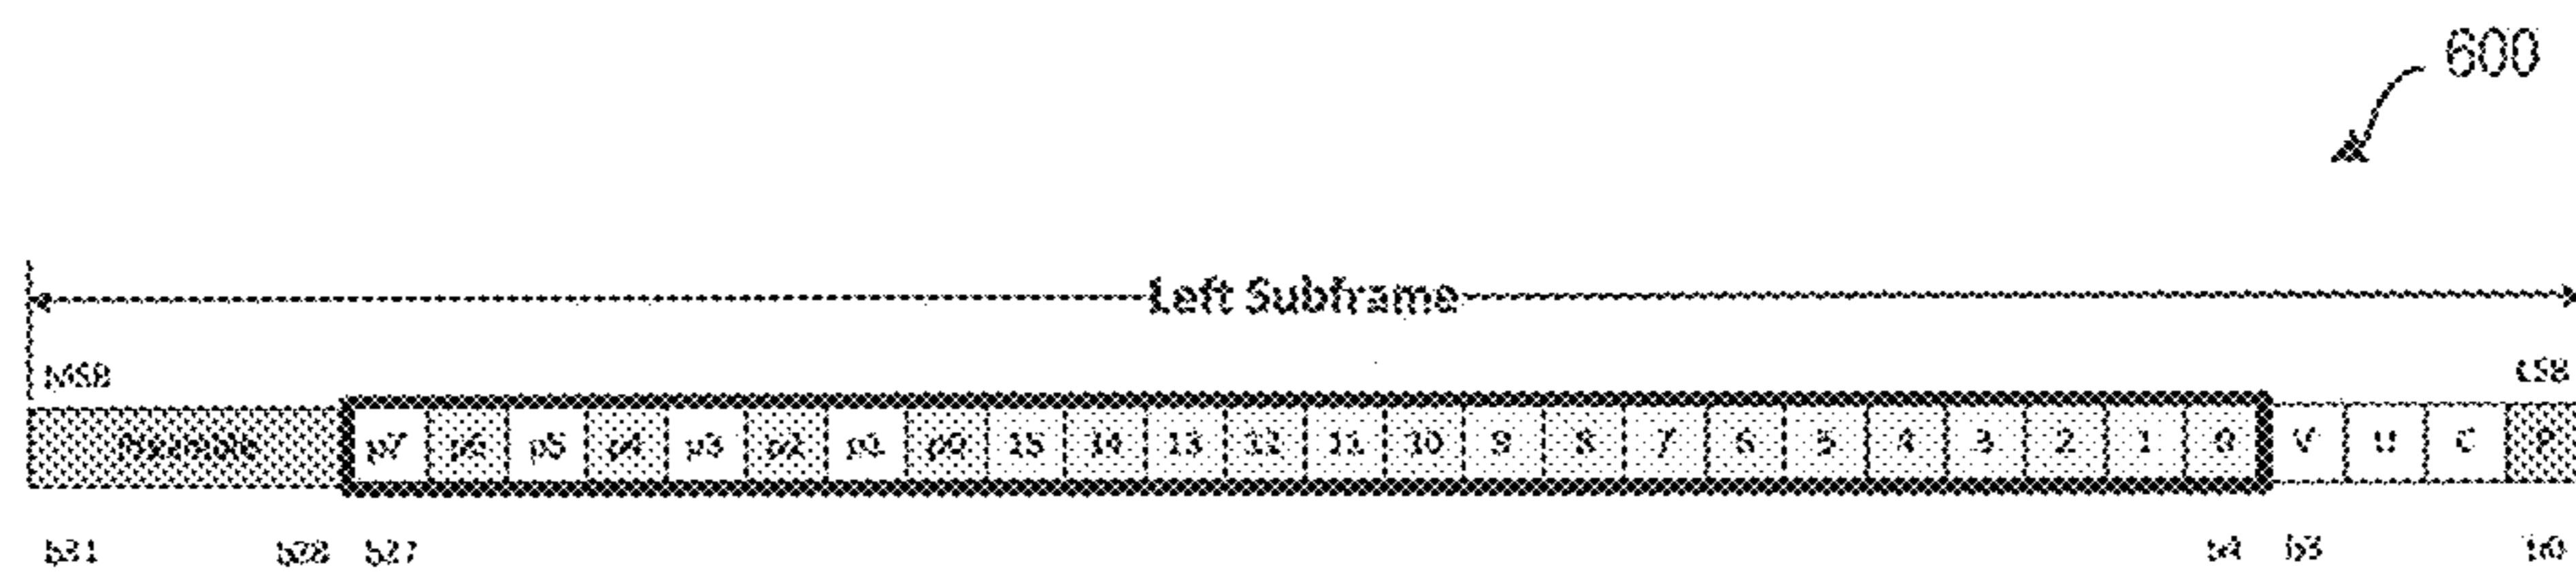 600
Left Subframe
MSB LSB
Preamble p7 p6 p5 p4 p3 p2 p1 p0 15 14 13 12 11 10 9 8 7 6 5 4 3 2 1 0 V U C P
b31 b28 b27 b4 b3 b0